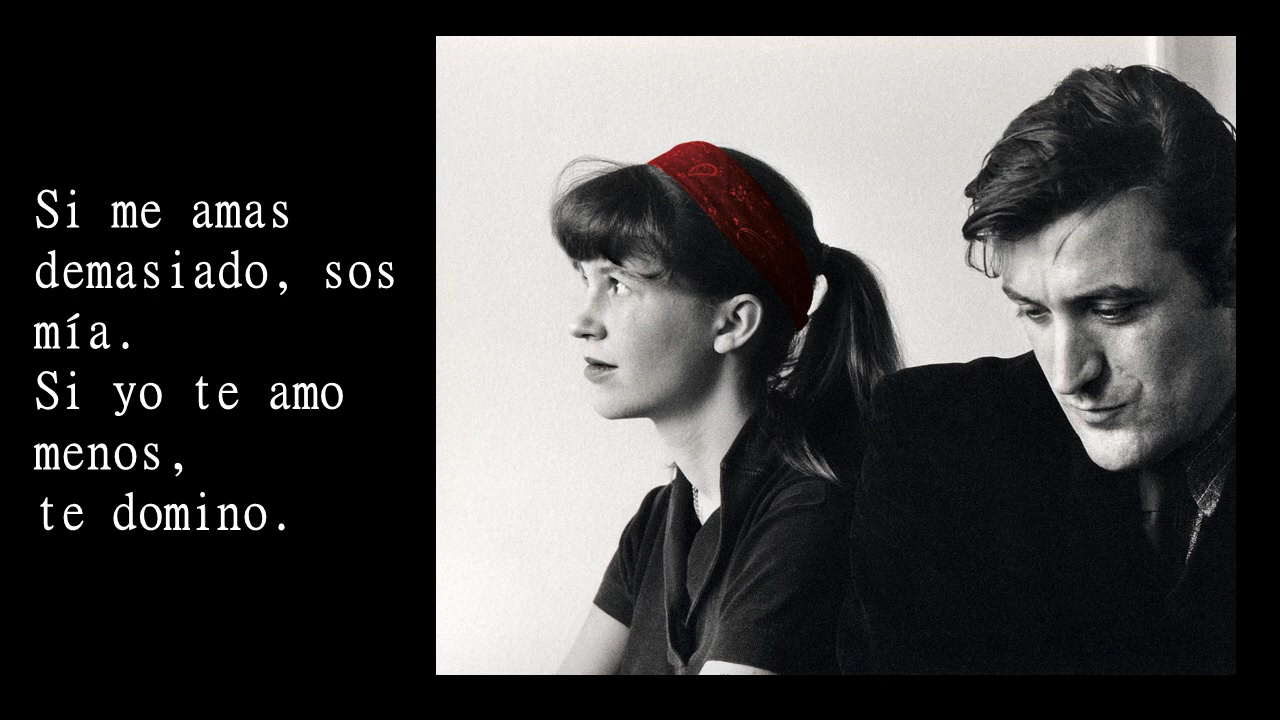 Si me amas
demasiado, sos
mía.
Si yo te amo
menos,
te domino.